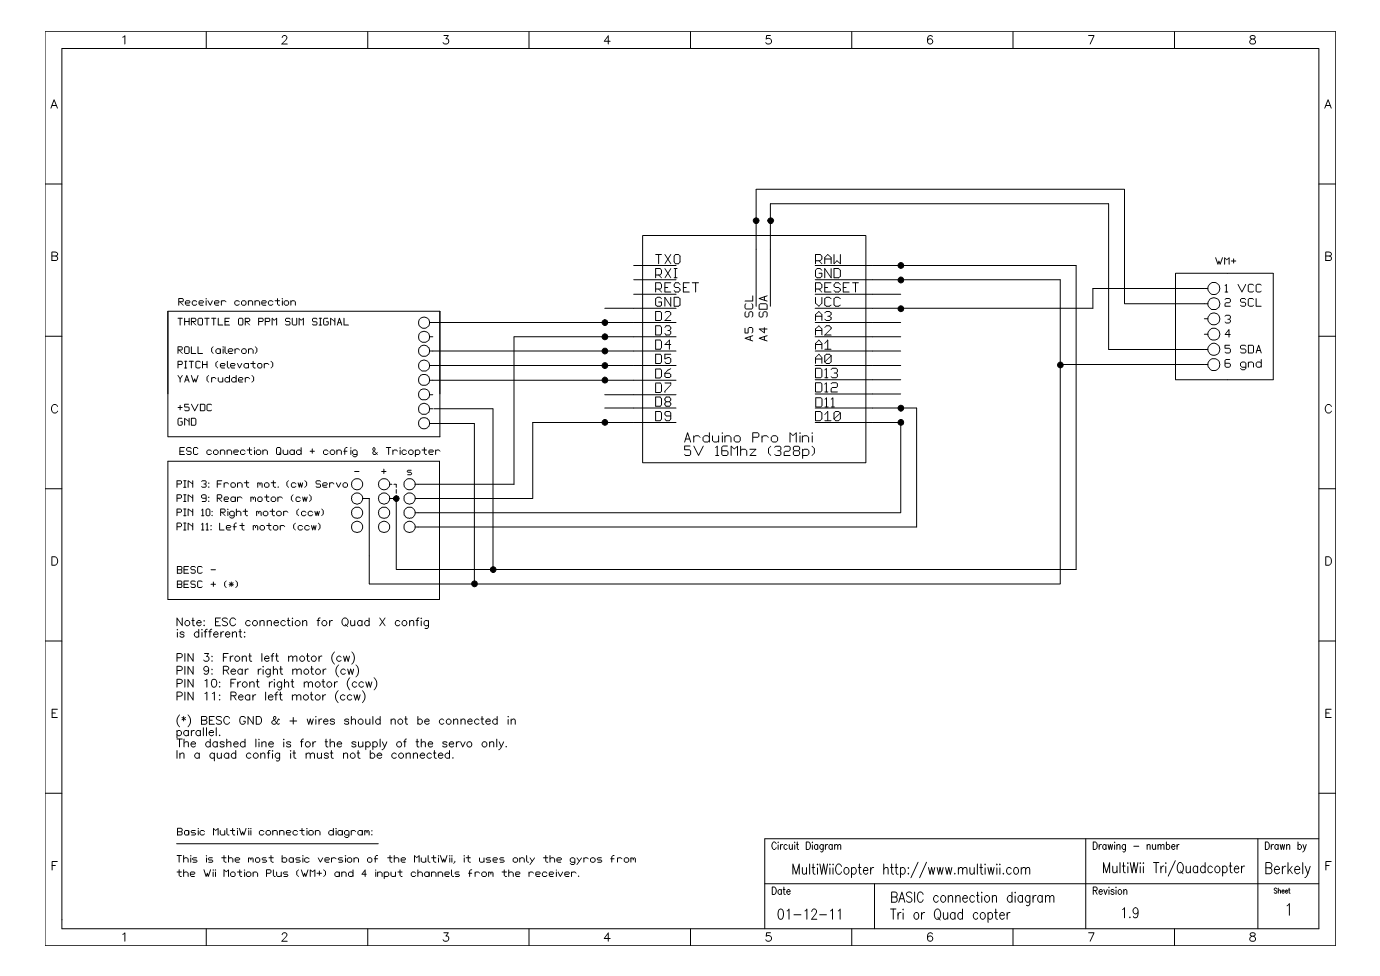 1 2 3 4 5 6 7 8
A A
B B
C C
D D
E E
F F
Receiver connection
THROTTLE OR PPM SUM SIGNAL
ROLL (aileron)
PITCH (elevator)
YAW (rudder)
+5VDC
GND
ESC connection Quad + config & Tricopter
- + s
PIN 3: Front mot. (cw) Servo
PIN 9: Rear motor (cw)
PIN 10: Right motor (ccw)
PIN 11: Left motor (ccw)
BESC -
BESC + (*)
TXO
RXI
RESET
GND
D2
D3
D4
D5
D6
D7
D8
D9
A5 SCL
A4 SDA
RAW
GND
RESET
VCC
A3
A2
A1
A0
D13
D12
D11
D10
Arduino Pro Mini
5V 16Mhz (328p)
WM+
1 VCC
2 SCL
3
4
5 SDA
6 gnd
Note: ESC connection for Quad X config
is different:
PIN 3: Front left motor (cw)
PIN 9: Rear right motor (cw)
PIN 10: Front right motor (ccw)
PIN 11: Rear left motor (ccw)
(*) BESC GND & + wires should not be connected in
parallel.
The dashed line is for the supply of the servo only.
In a quad config it must not be connected.
Basic MultiWii connection diagram:
This is the most basic version of the MultiWii, it uses only the gyros from
the Wii Motion Plus (WM+) and 4 input channels from the receiver.
Circuit Diagram
MultiWiiCopter http://www.multiwii.com
Drawing - number
MultiWii Tri/Quadcopter
Drawn by
Berkely
Date
01-12-11
BASIC connection diagram
Tri or Quad copter
Revision
1.9
Sheet
1
1 2 3 4 5 6 7 8